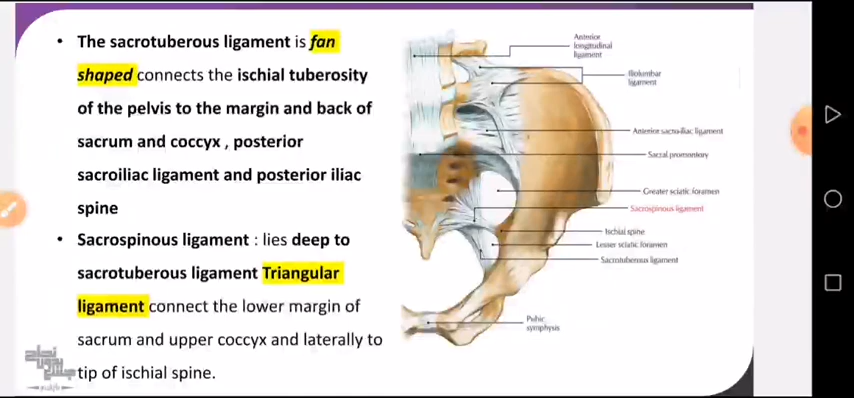 • The sacrotuberous ligament is fan
shaped connects the ischial tuberosity
of the pelvis to the margin and back of
sacrum and coccyx , posterior
sacroiliac ligament and posterior iliac
spine
• Sacrospinous ligament : lies deep to
sacrotuberous ligament Triangular
ligament connect the lower margin of
sacrum and upper coccyx and laterally to
tip of ischial spine.
Anterior
longitudinal
ligament
Iliolumbar
ligament
Anterior sacroiliac ligament
Sacral promontory
Greater sciatic foramen
Sacrospinous ligament
Ischial spine
Lesser sciatic foramen
Sacrotuberous ligament
Pubic
symphysis